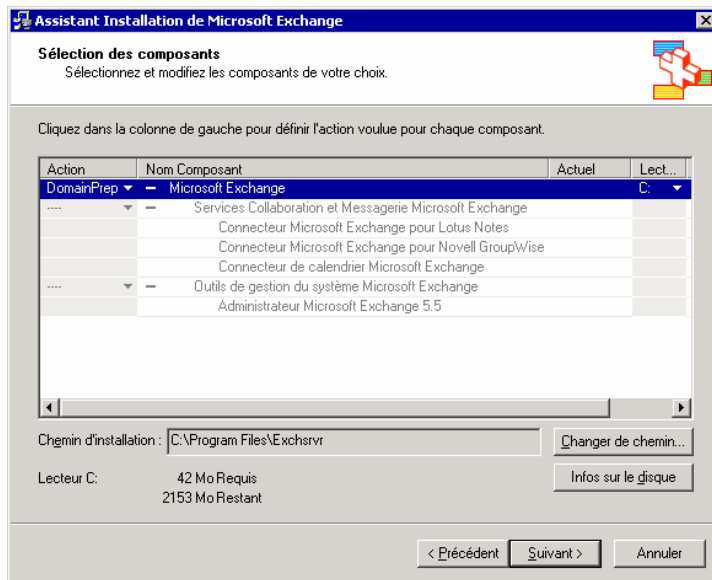 Assistant Installation de Microsoft Exchange
Sélection des composants
Sélectionnez et modifiez les composants de votre choix.
Cliquez dans la colonne de gauche pour définir l'action voulue pour chaque composant.
Action Nom Composant Actuel Lect...
DomainPrep Microsoft Exchange C:
---- Services Collaboration et Messagerie Microsoft Exchange
Connecteur Microsoft Exchange pour Lotus Notes
Connecteur Microsoft Exchange pour Novell GroupWise
Connecteur de calendrier Microsoft Exchange
---- Outils de gestion du système Microsoft Exchange
Administrateur Microsoft Exchange 5.5
Chemin d'installation : C:\Program Files\Exchsrvr Changer de chemin...
Lecteur C: 42 Mo Requis Infos sur le disque
2153 Mo Restant
< Précédent Suivant > Annuler